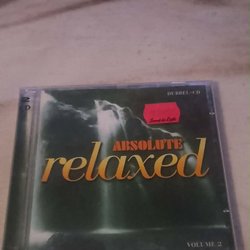 DUBBEL-CD
ABSOLUTE
relaxed
VOLUME 2